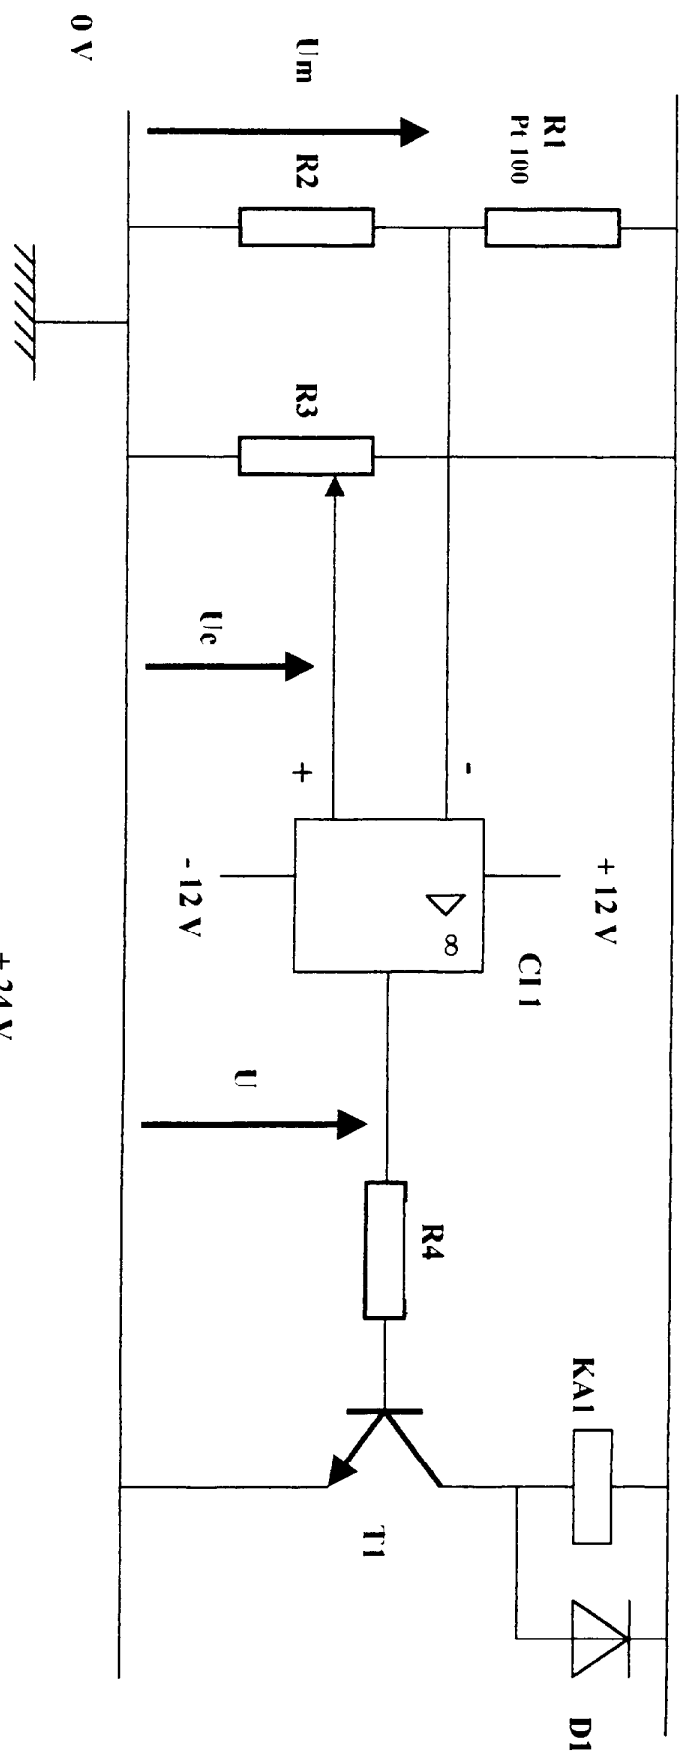 0 V
Um
R1
Pt 100
R2
R3
Uc
+
-
- 12 V
+ 12 V
∞
CI 1
+ 24 V
U
R4
KA1
T1
D1